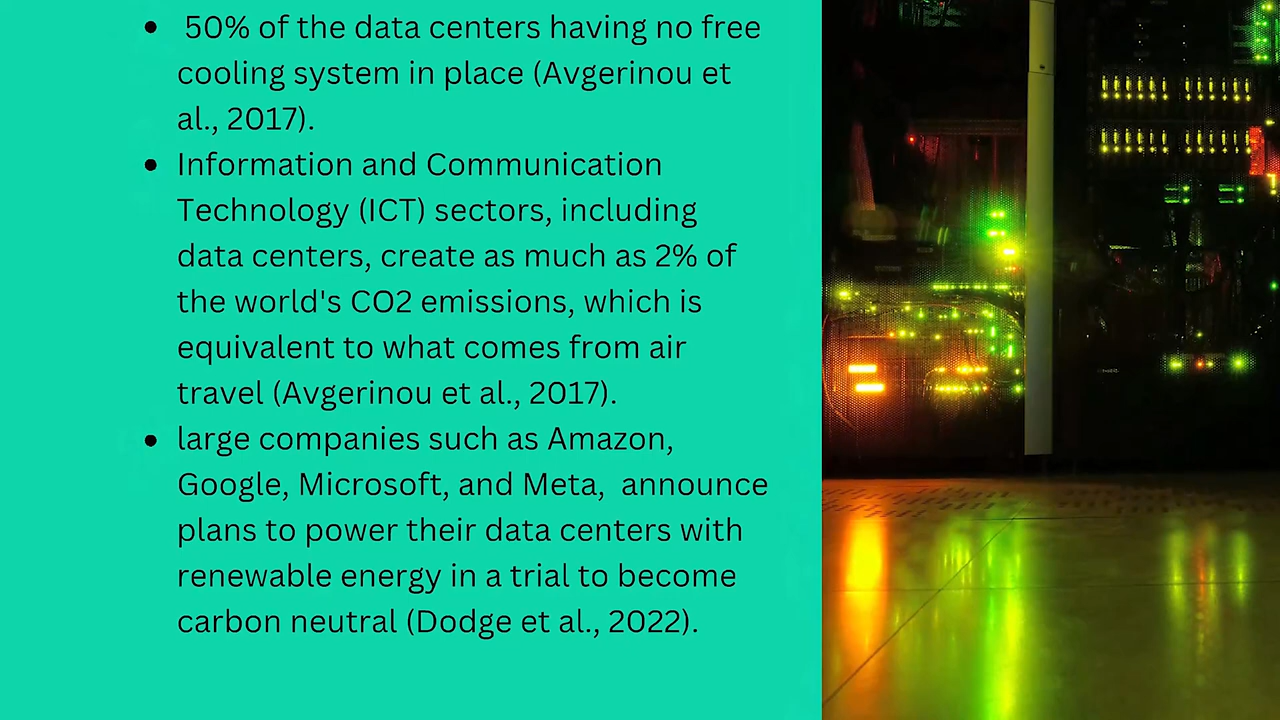 50% of the data centers having no free
cooling system in place (Avgerinou et
al., 2017).
Information and Communication
Technology (ICT) sectors, including
data centers, create as much as 2% of
the world's CO2 emissions, which is
equivalent to what comes from air
travel (Avgerinou et al., 2017).
large companies such as Amazon,
Google, Microsoft, and Meta,  announce
plans to power their data centers with
renewable energy in a trial to become
carbon neutral (Dodge et al., 2022).